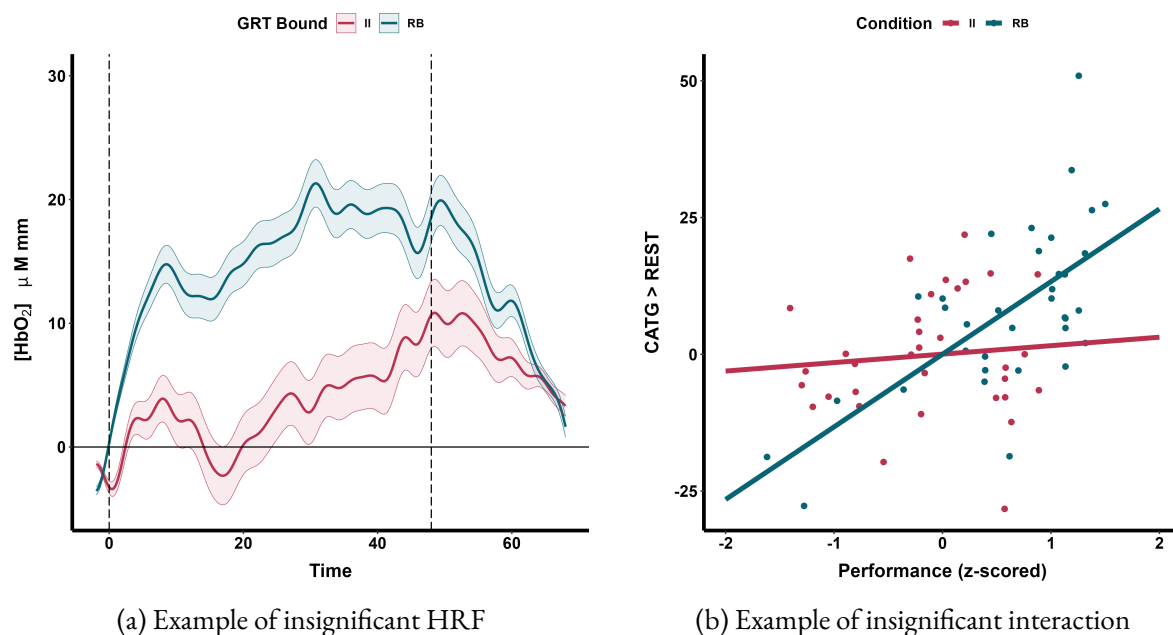 GRT Bound II RB
30
20
10
0
[HbO2] μ M mm
0 20 40 60
Time
(a) Example of insignificant HRF
Condition II RB
50
25
0
-25
CATG > REST
-2 -1 0 1 2
Performance (z-scored)
(b) Example of insignificant interaction